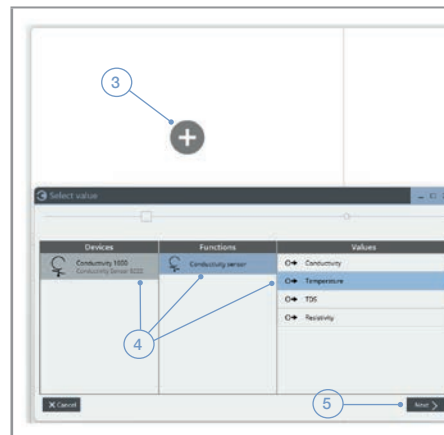 3
Select value
Devices
Functions
Values
Conductivity 1000
Conductivity sensor
Conductivity
Temperature
TDS
Resistivity
4
5
Cancel
Next